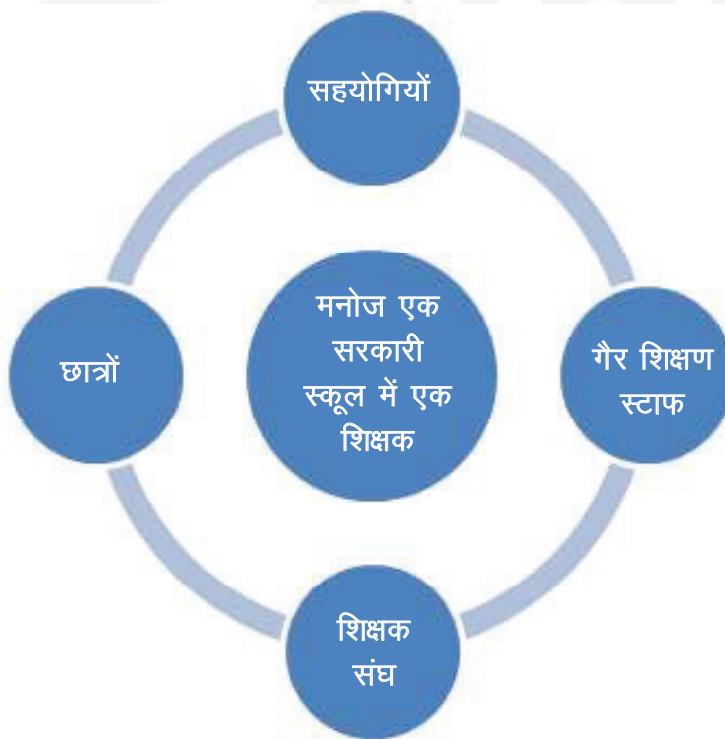 सहयोगियों
मनोज एक
सरकारी
स्कूल में एक
शिक्षक
छात्रों
गैर शिक्षण
स्टाफ
शिक्षक
संघ